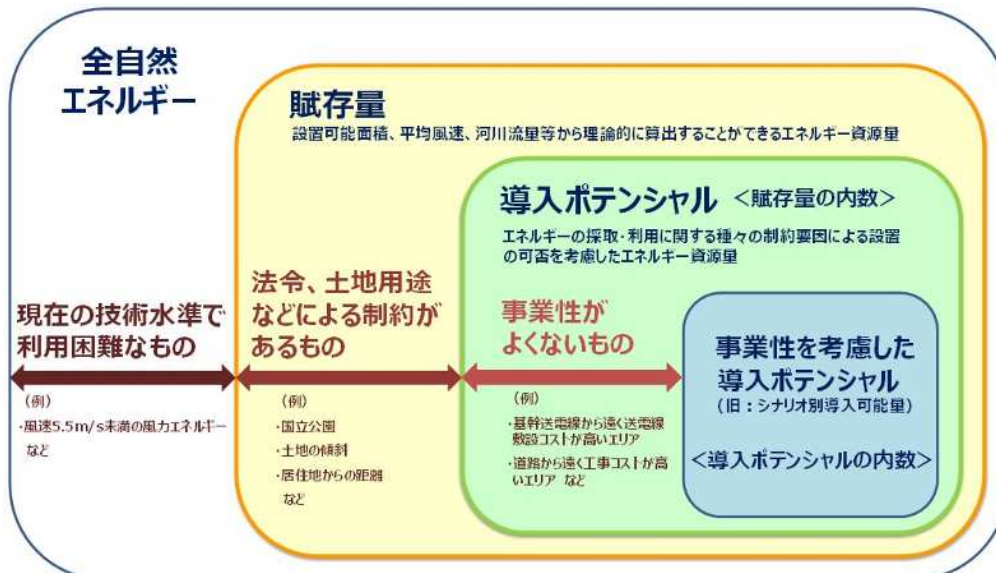 全自然
エネルギー
賦存量
設置可能面積、平均風速、河川流量等から理論的に算出することができるエネルギー資源量
導入ポテンシャル <賦存量の内数>
エネルギーの採取・利用に関する種々の制約要因による設置
の可否を考慮したエネルギー資源量
現在の技術水準で
利用困難なもの
(例)
・風速5.5m/s未満の風力エネルギー
など
法令、土地用途
などによる制約が
あるもの
(例)
・国立公園
・土地の傾斜
・居住地からの距離
など
事業性が
よくないもの
(例)
・基幹送電線から遠く送電線
敷設コストが高いエリア
・道路から遠く工事コストが高
いエリア など
事業性を考慮した
導入ポテンシャル
(旧:シナリオ別導入可能量)
<導入ポテンシャルの内数>